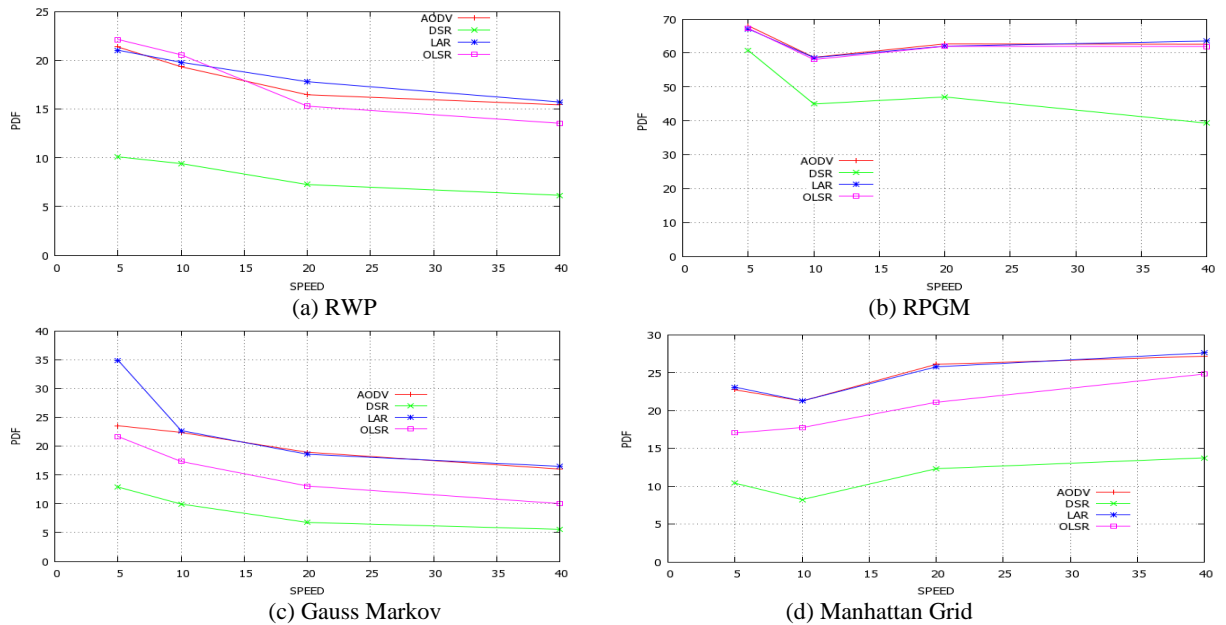 25
20
15
10
5
0
PDF
AODV
DSR
LAR
OLSR
0 5 10 15 20 25 30 35 40
SPEED
(a) RWP
70
60
50
40
30
20
10
0
PDF
AODV
DSR
LAR
OLSR
0 5 10 15 20 25 30 35 40
SPEED
(b) RPGM
40
35
30
25
20
15
10
5
0
PDF
AODV
DSR
LAR
OLSR
0 5 10 15 20 25 30 35 40
SPEED
(c) Gauss Markov
30
25
20
15
10
5
0
PDF
AODV
DSR
LAR
OLSR
0 5 10 15 20 25 30 35 40
SPEED
(d) Manhattan Grid